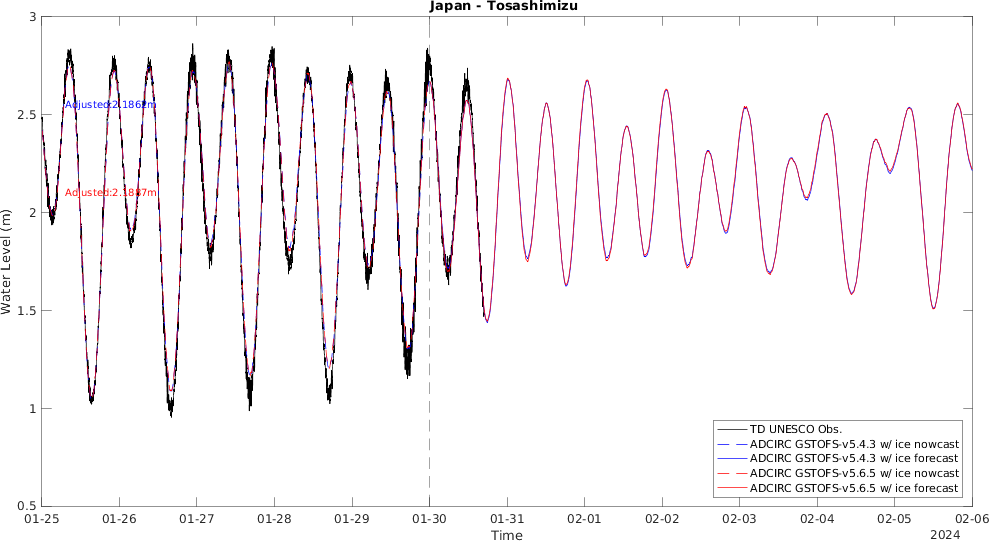 Japan - Tosashimizu
3
2.5
2
1.5
1
0.5
Water Level (m)
Adjusted:2.1862m
Adjusted:2.1887m
TD UNESCO Obs.
ADCIRC GSTOFS-v5.4.3 w/ ice nowcast
ADCIRC GSTOFS-v5.4.3 w/ ice forecast
ADCIRC GSTOFS-v5.6.5 w/ ice nowcast
ADCIRC GSTOFS-v5.6.5 w/ ice forecast
01-25 01-26 01-27 01-28 01-29 01-30 01-31 02-01 02-02 02-03 02-04 02-05 02-06
Time
2024